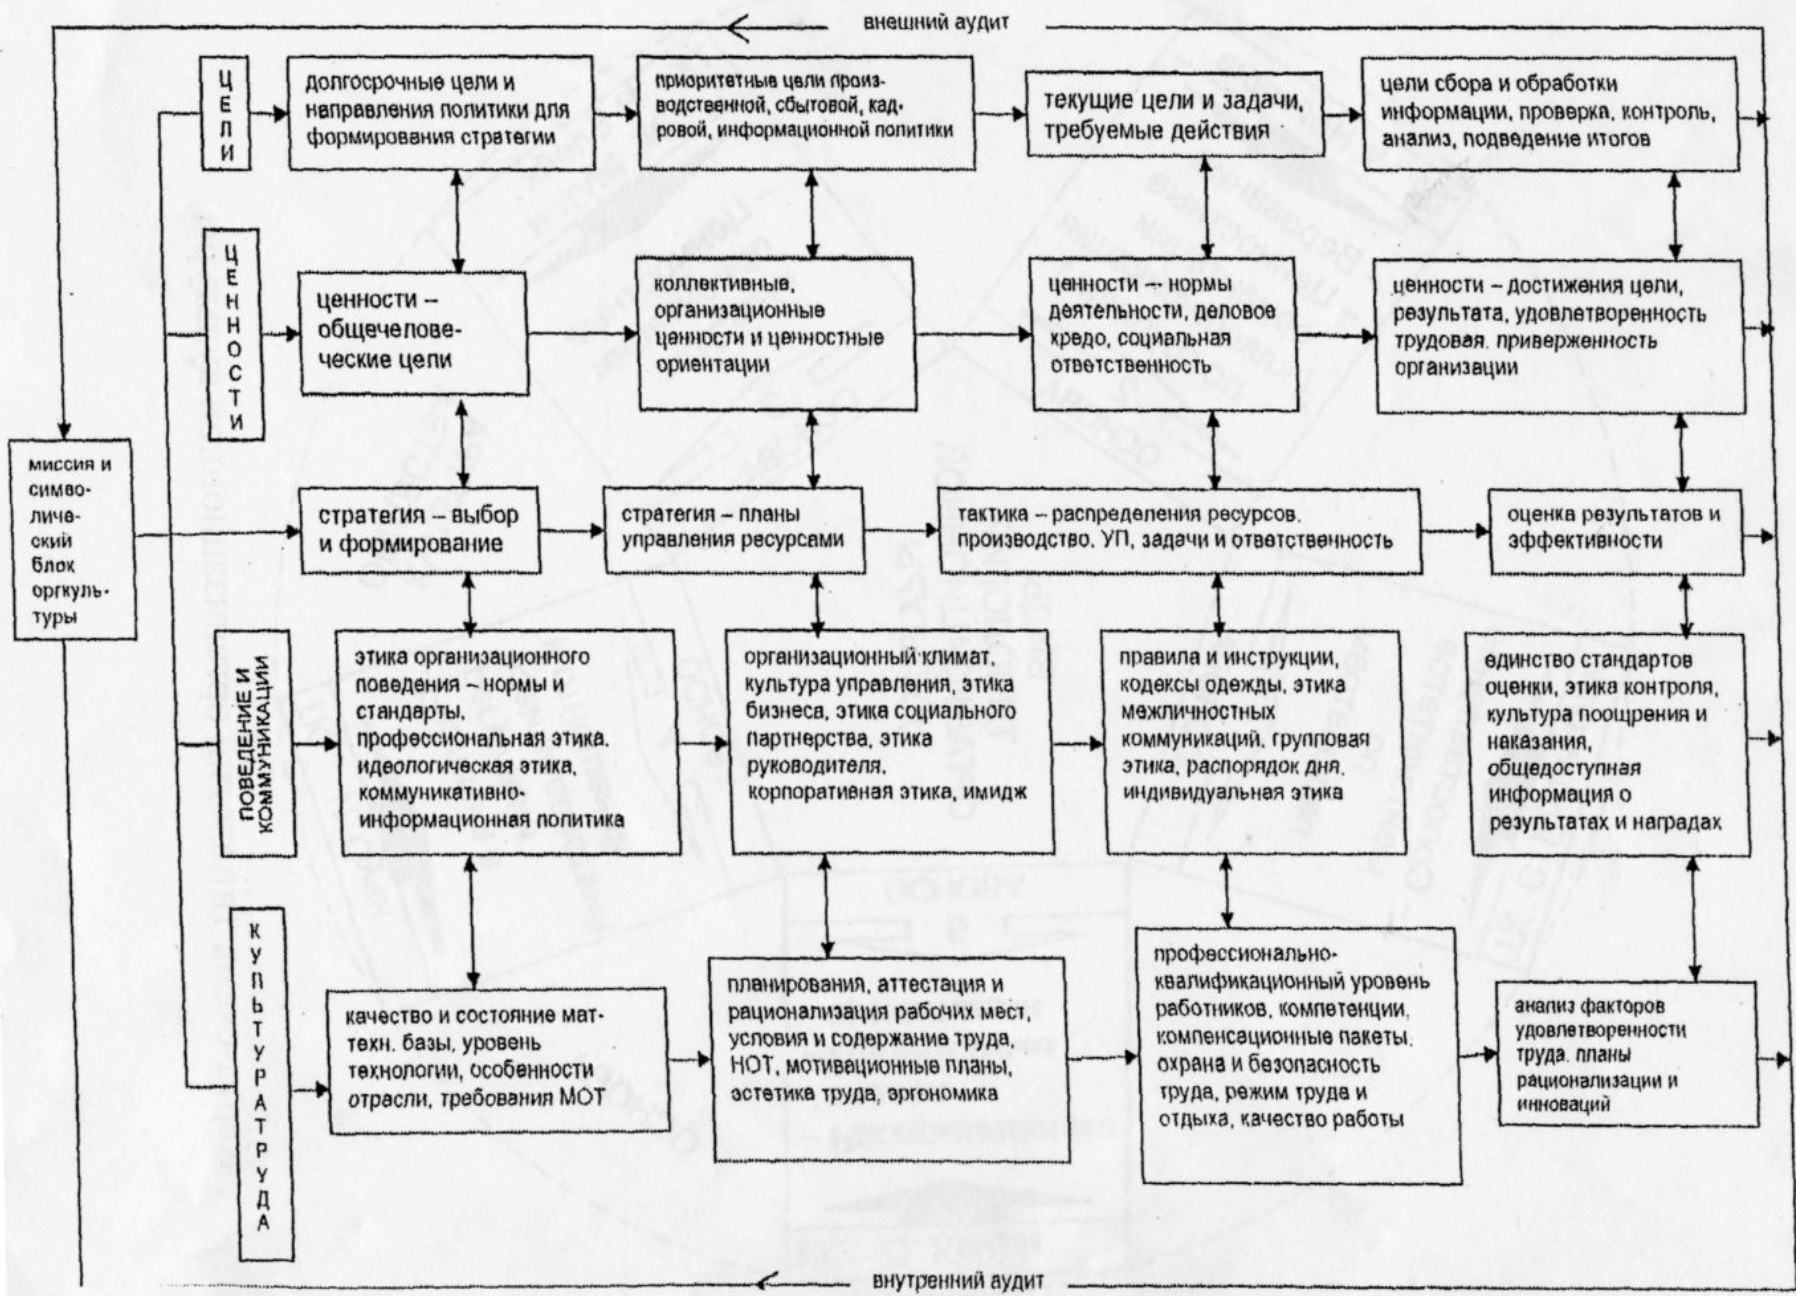 внешний аудит
ЦЕЛИ
долгосрочные цели и
направления политики для
формирования стратегии
приоритетные цели произ-
водственной, сбытовой, кад-
ровой, информационной политики
текущие цели и задачи,
требуемые действия
цели сбора и обработки
информации, проверка, контроль,
анализ, подведение итогов
ЦЕННОСТИ
ценности –
общечелове-
ческие цели
коллективные,
организационные
ценности и ценностные
ориентации
ценности – нормы
деятельности, деловое
кредо, социальная
ответственность
ценности – достижения цели,
результата, удовлетворенность
трудовая, приверженность
организации
миссия и
симво-
личе-
ский
блок
оргкуль-
туры
стратегия – выбор
и формирование
стратегия – планы
управления ресурсами
тактика – распределения ресурсов.
производство, УП, задачи и ответственность
оценка результатов и
эффективности
ПОВЕДЕНИЕ И
КОММУНИКАЦИИ
этика организационного
поведения – нормы и
стандарты,
профессиональная этика,
идеологическая этика,
коммуникативно-
информационная политика
организационный климат,
культура управления, этика
бизнеса, этика социального
партнерства, этика
руководителя,
корпоративная этика, имидж
правила и инструкции,
кодексы одежды, этика
межличностных
коммуникаций, групповая
этика, распорядок дня,
индивидуальная этика
единство стандартов
оценки, этика контроля,
культура поощрения и
наказания,
общедоступная
информация о
результатах и наградах
КУЛЬТУРА ТРУДА
качество и состояние мат-
техн. базы, уровень
технологии, особенности
отрасли, требования МОТ
планирования, аттестация и
рационализация рабочих мест,
условия и содержание труда,
НОТ, мотивационные планы,
эстетика труда, эргономика
профессионально-
квалификационный уровень
работников, компетенции,
компенсационные пакеты,
охрана и безопасность
труда, режим труда и
отдыха, качество работы
анализ факторов
удовлетворенности
труда, планы
рационализации и
инноваций
внутренний аудит